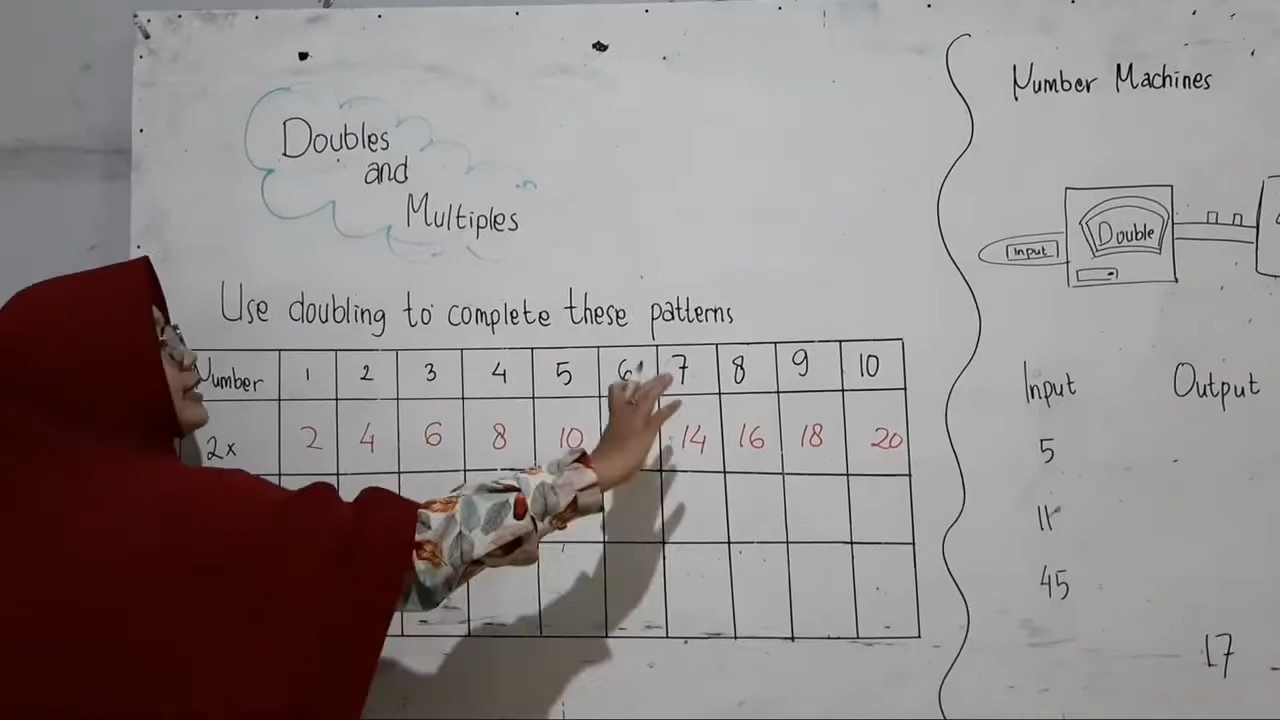 Doubles
and
Multiples
Use doubling to complete these patterns
Number 1 2 3 4 5 6 7 8 9 10
2x 2 4 6 8 10 14 16 18 20
Number Machines
Input
Double
Input Output
5
11
45
17